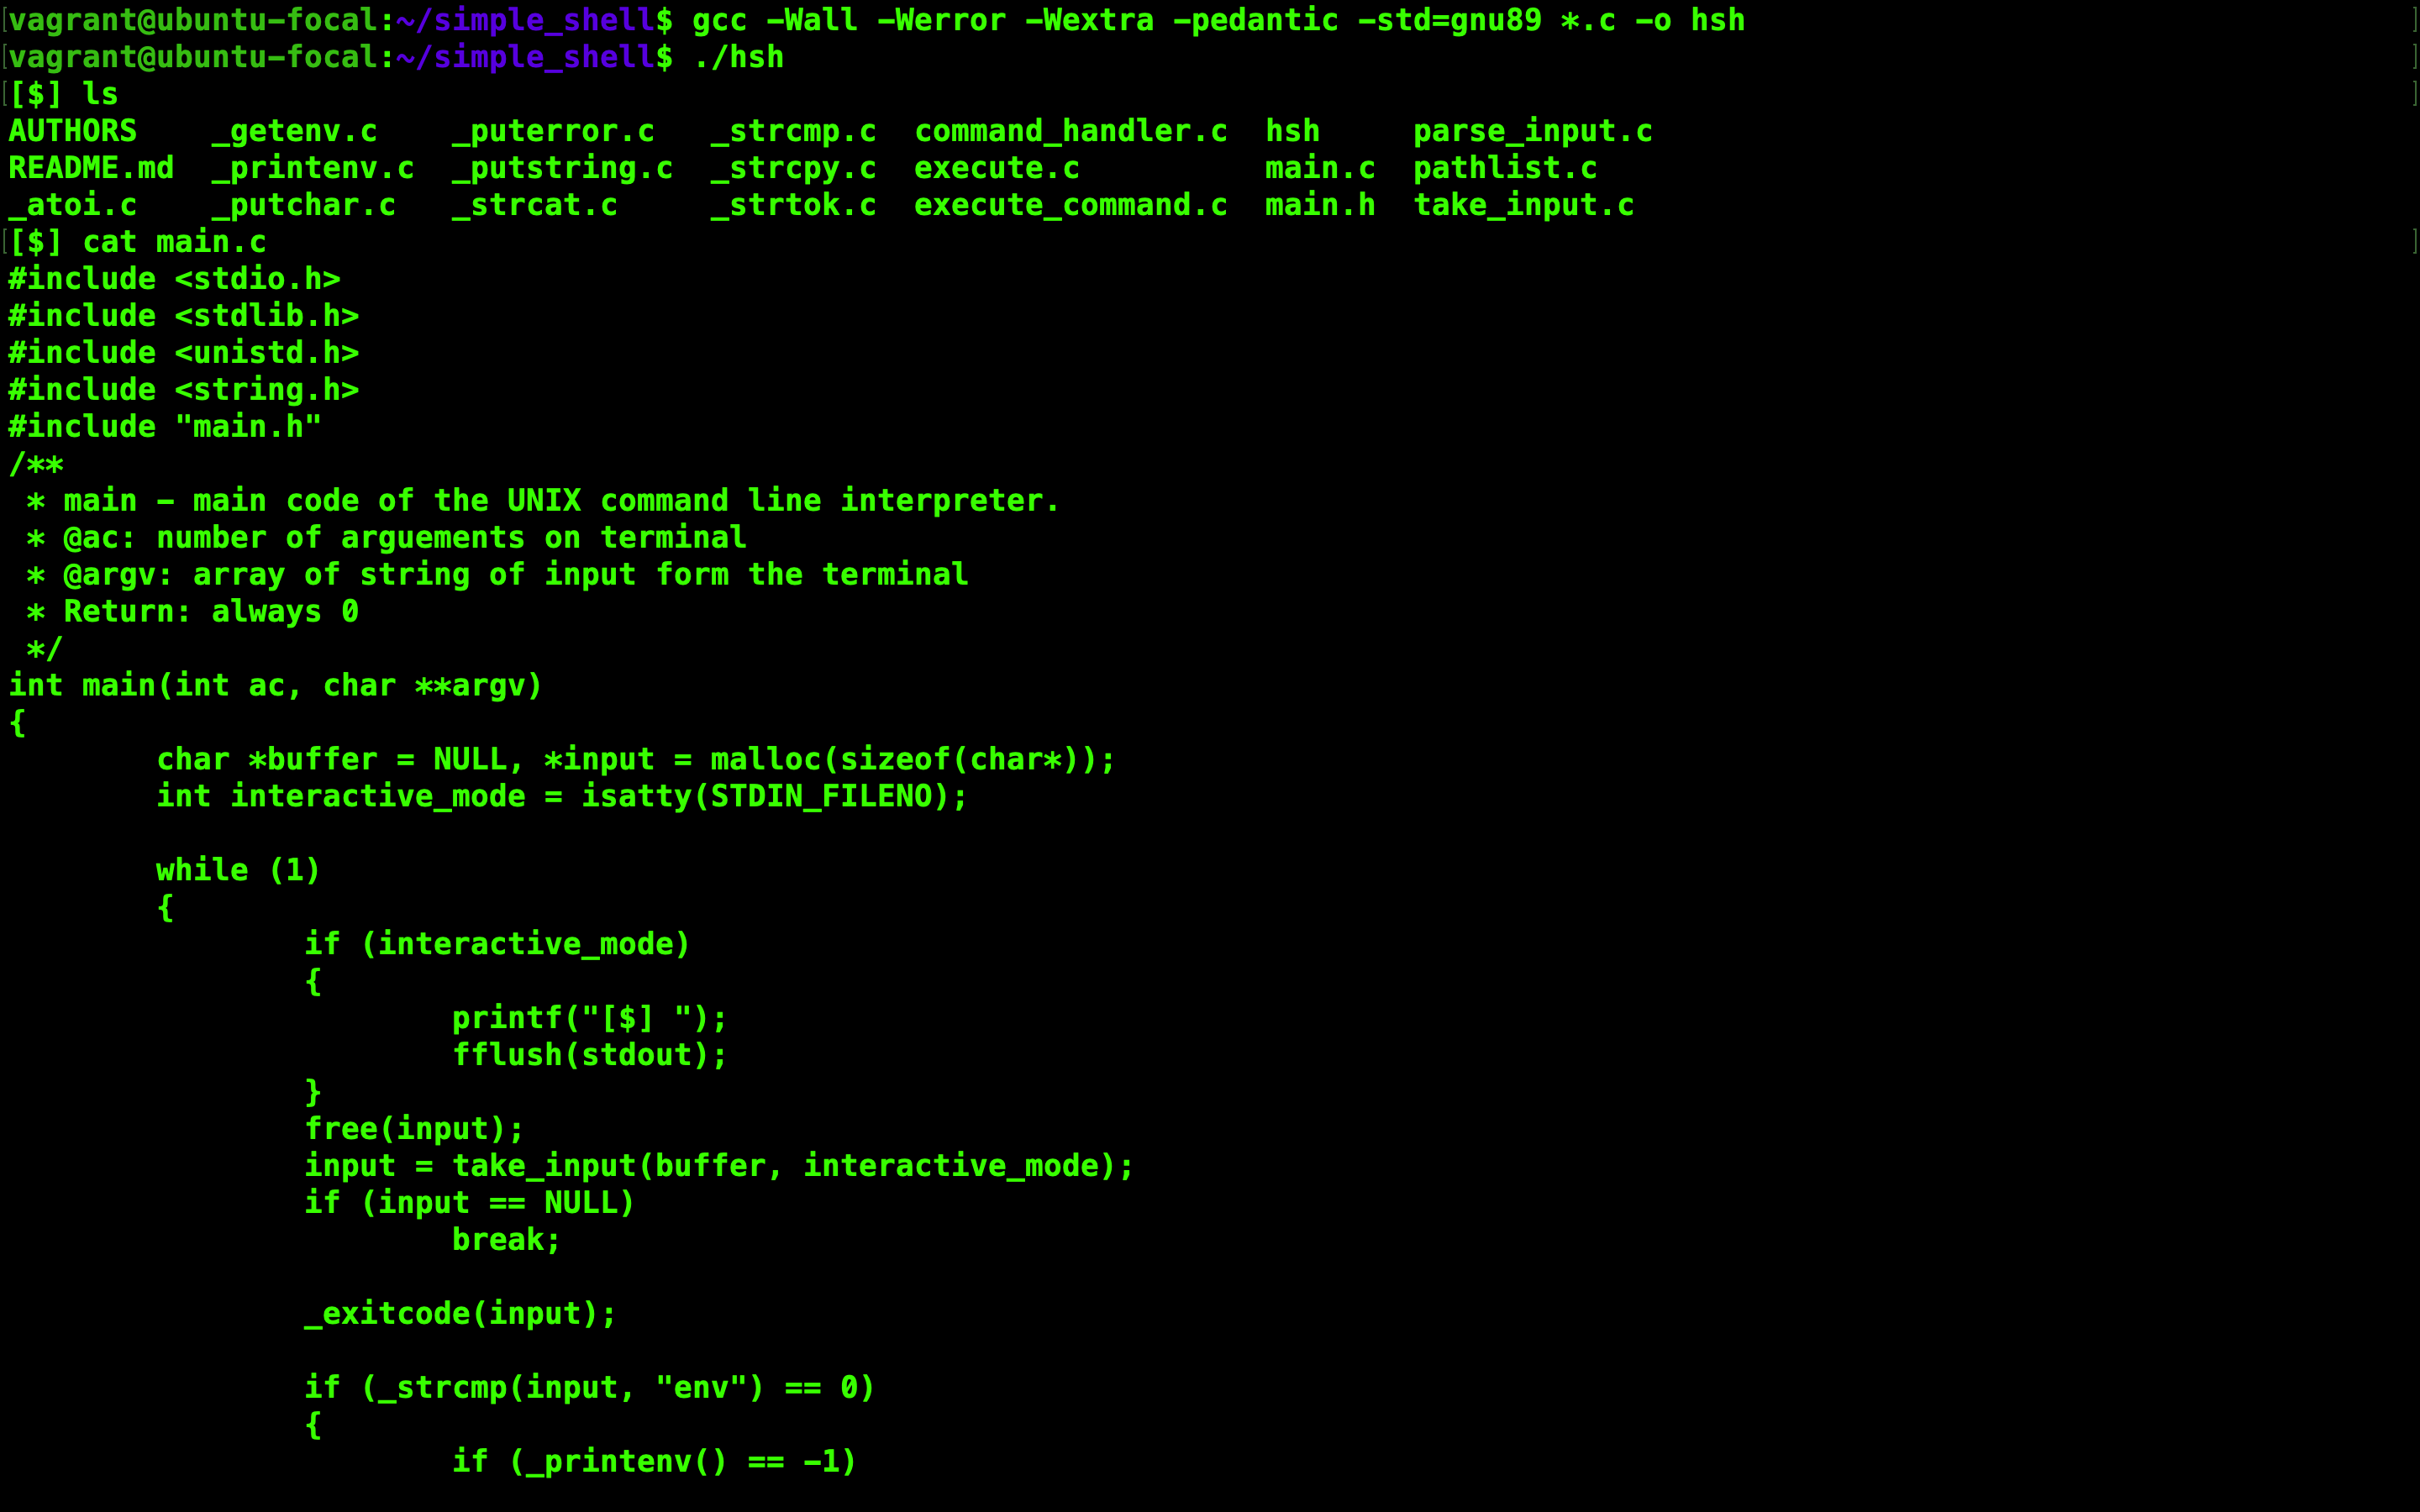 vagrant@ubuntu-focal:~/simple_shell$ gcc -Wall -Werror -Wextra -pedantic -std=gnu89 *.c -o hsh
vagrant@ubuntu-focal:~/simple_shell$ ./hsh
[$] ls
AUTHORS    _getenv.c    _puterror.c   _strcmp.c  command_handler.c  hsh     parse_input.c
README.md  _printenv.c  _putstring.c  _strcpy.c  execute.c          main.c  pathlist.c
_atoi.c    _putchar.c   _strcat.c     _strtok.c  execute_command.c  main.h  take_input.c
[$] cat main.c
#include <stdio.h>
#include <stdlib.h>
#include <unistd.h>
#include <string.h>
#include "main.h"
/**
 * main - main code of the UNIX command line interpreter.
 * @ac: number of arguements on terminal
 * @argv: array of string of input form the terminal
 * Return: always 0
 */
int main(int ac, char **argv)
{
        char *buffer = NULL, *input = malloc(sizeof(char*));
        int interactive_mode = isatty(STDIN_FILENO);

        while (1)
        {
                if (interactive_mode)
                {
                        printf("[$] ");
                        fflush(stdout);
                }
                free(input);
                input = take_input(buffer, interactive_mode);
                if (input == NULL)
                        break;

                _exitcode(input);

                if (_strcmp(input, "env") == 0)
                {
                        if (_printenv() == -1)